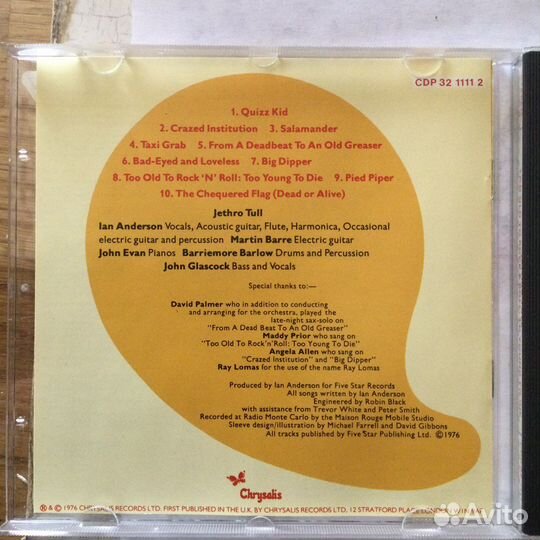 CDP 32 1111 2
1. Quizz Kid
2. Crazed Institution 3. Salamander
4. Taxi Grab 5. From A Deadbeat To An Old Greaser
6. Bad-Eyed and Loveless 7. Big Dipper
8. Too Old To Rock 'N' Roll: Too Young To Die 9. Pied Piper
10. The Chequered Flag (Dead or Alive)
Jethro Tull
Ian Anderson Vocals, Acoustic guitar, Flute, Harmonica, Occasional
electric guitar and percussion Martin Barre Electric guitar
John Evan Pianos Barriemore Barlow Drums and Percussion
John Glascock Bass and Vocals
Special thanks to:—
David Palmer who in addition to conducting
and arranging for the orchestra, played the
late-night sax-solo on
"From A Dead Beat To An Old Greaser"
Maddy Prior who sang on
"Too Old To Rock'n'Roll: Too Young To Die"
Angela Allen who sang on
"Crazed Institution" and "Big Dipper"
Ray Lomas for the use of the name Ray Lomas
Produced by Ian Anderson for Five Star Records
All songs written by Ian Anderson
Engineered by Robin Black
with assistance from Trevor White and Peter Smith
Recorded at Radio Monte Carlo by the Maison Rouge Mobile Studio
Sleeve design/illustration by Michael Farrell and David Gibbons
All tracks published by Five Star Publishing Ltd. ©1976
Chrysalis
℗ & © 1976 CHRYSALIS RECORDS LTD. FIRST PUBLISHED IN THE U.K. BY CHRYSALIS RECORDS LTD. 12 STRATFORD PLACE LONDON W1N 9AF
Avito